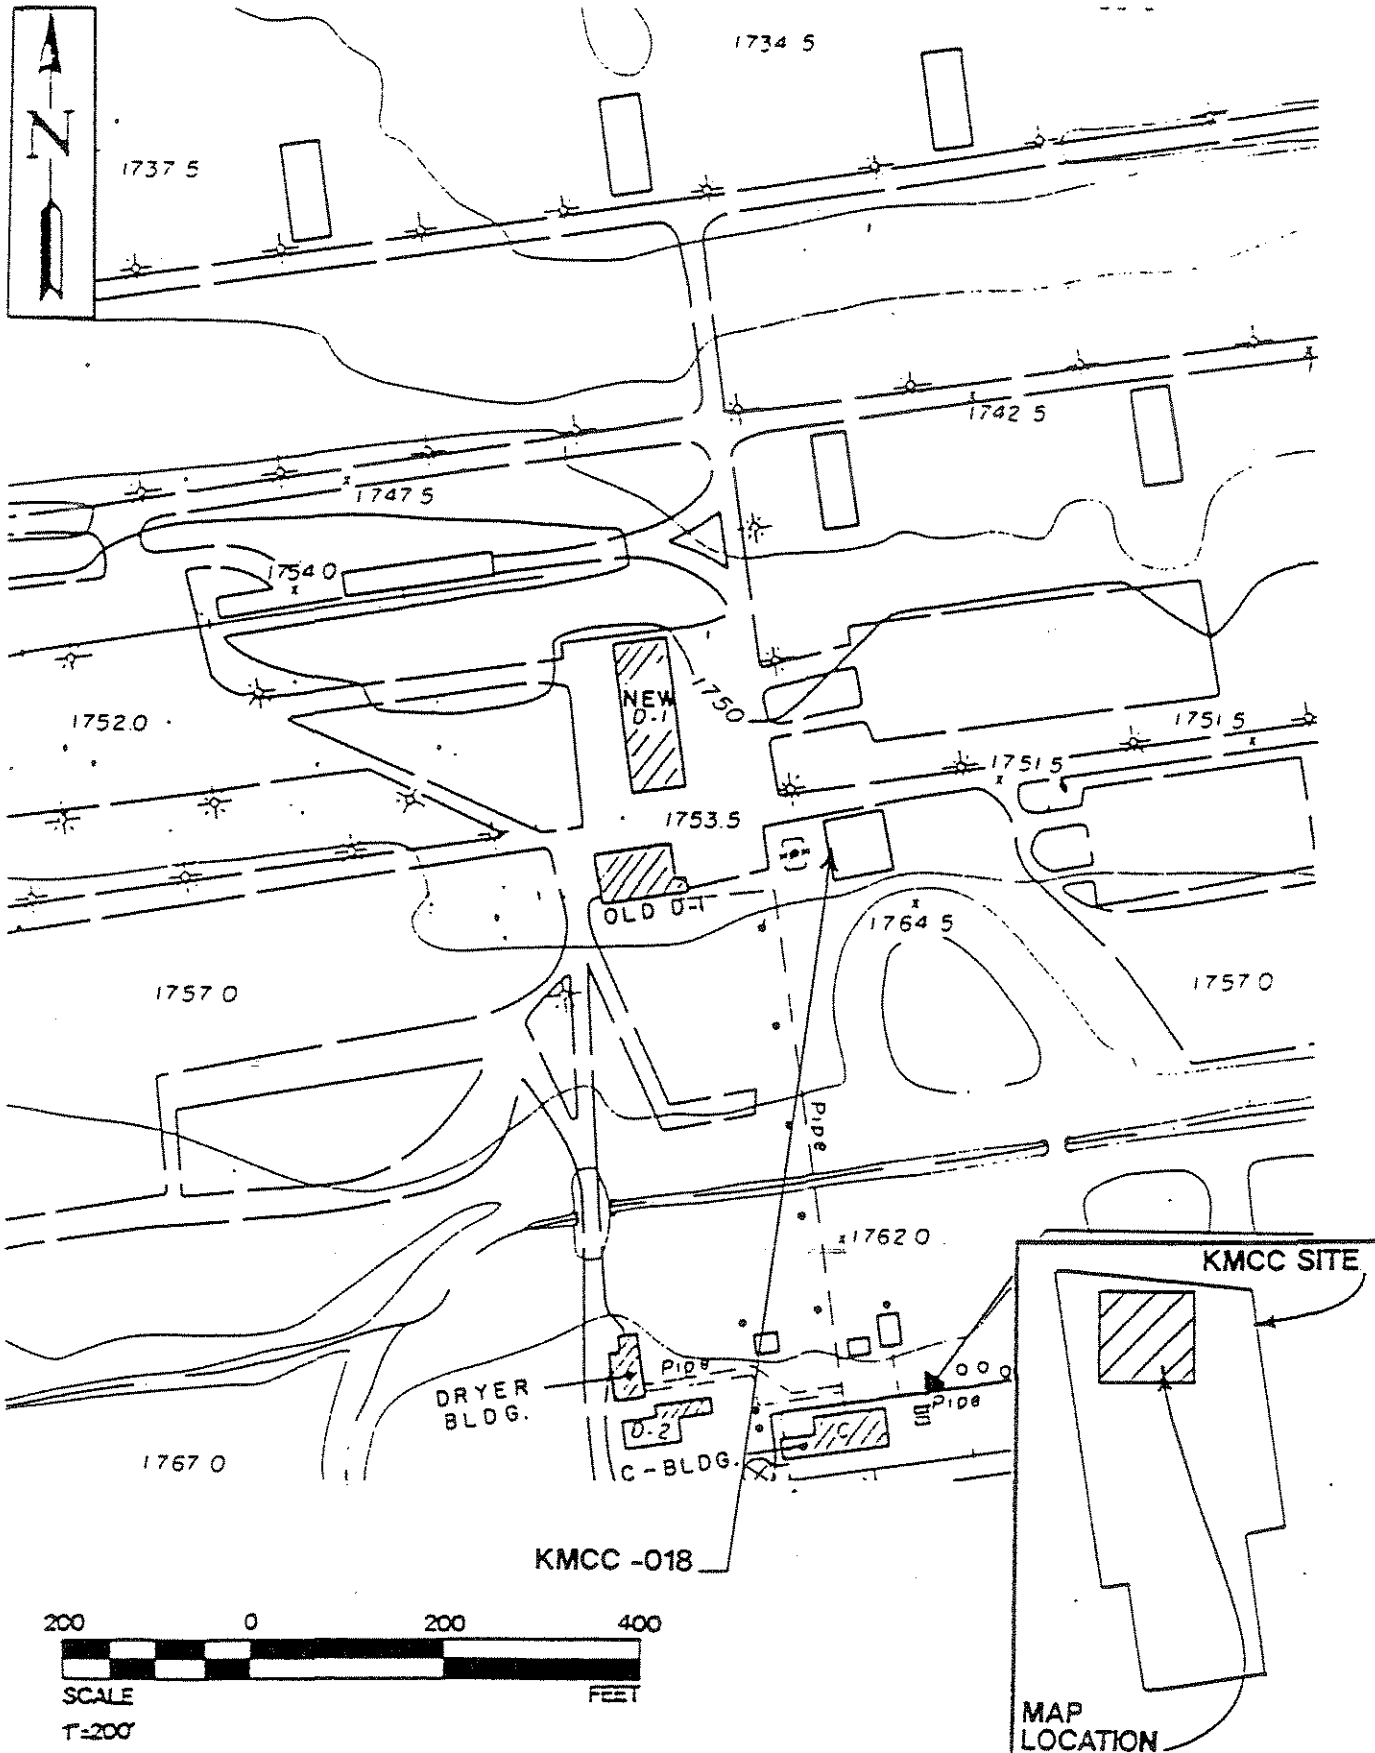 1734 5
N
1737 5
1742 5
1747 5
1754 0
NEW
D-1
1750
1752.0
1751.5
1751 5
1753.5
OLD D-1
1764 5
1757 0
1757 0
Pipe
1762 0
KMCC SITE
Pipe
DRYER
BLDG.
Pipe
D-2
C
C-BLDG.
1767 0
KMCC -018
200 0 200 400
SCALE FEET
1"=200'
MAP
LOCATION